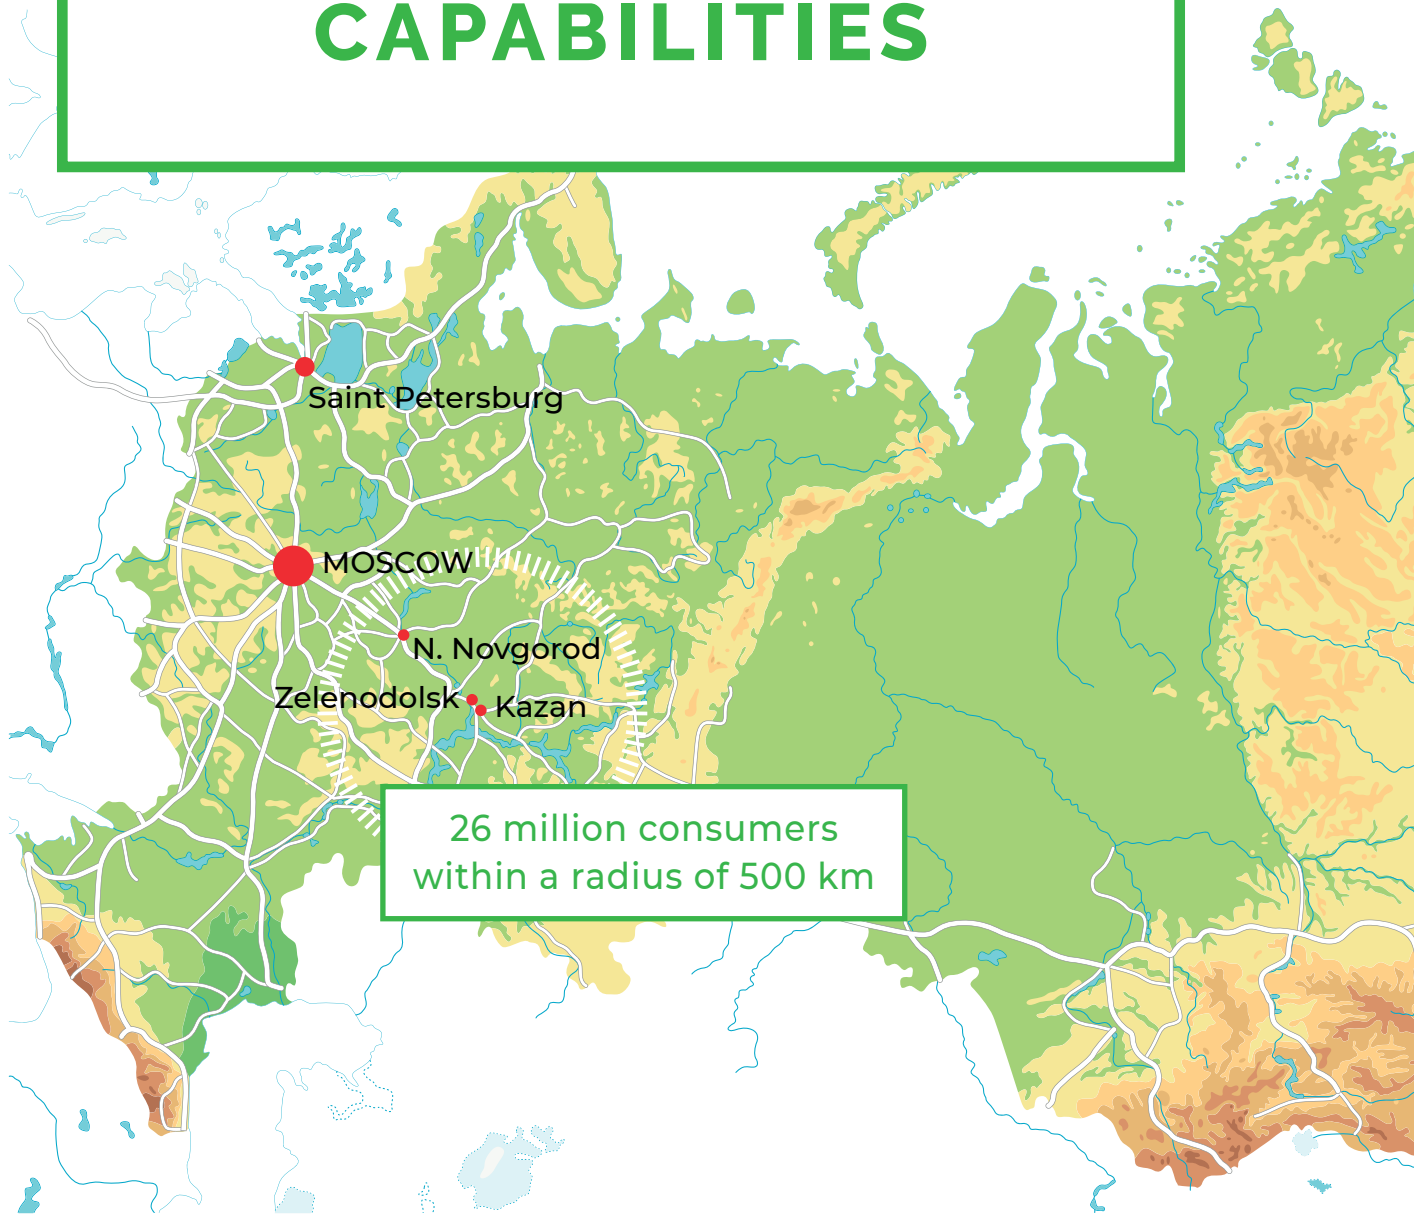 CAPABILITIES
Saint Petersburg
MOSCOW
N. Novgorod
Zelenodolsk
Kazan
26 million consumers
within a radius of 500 km